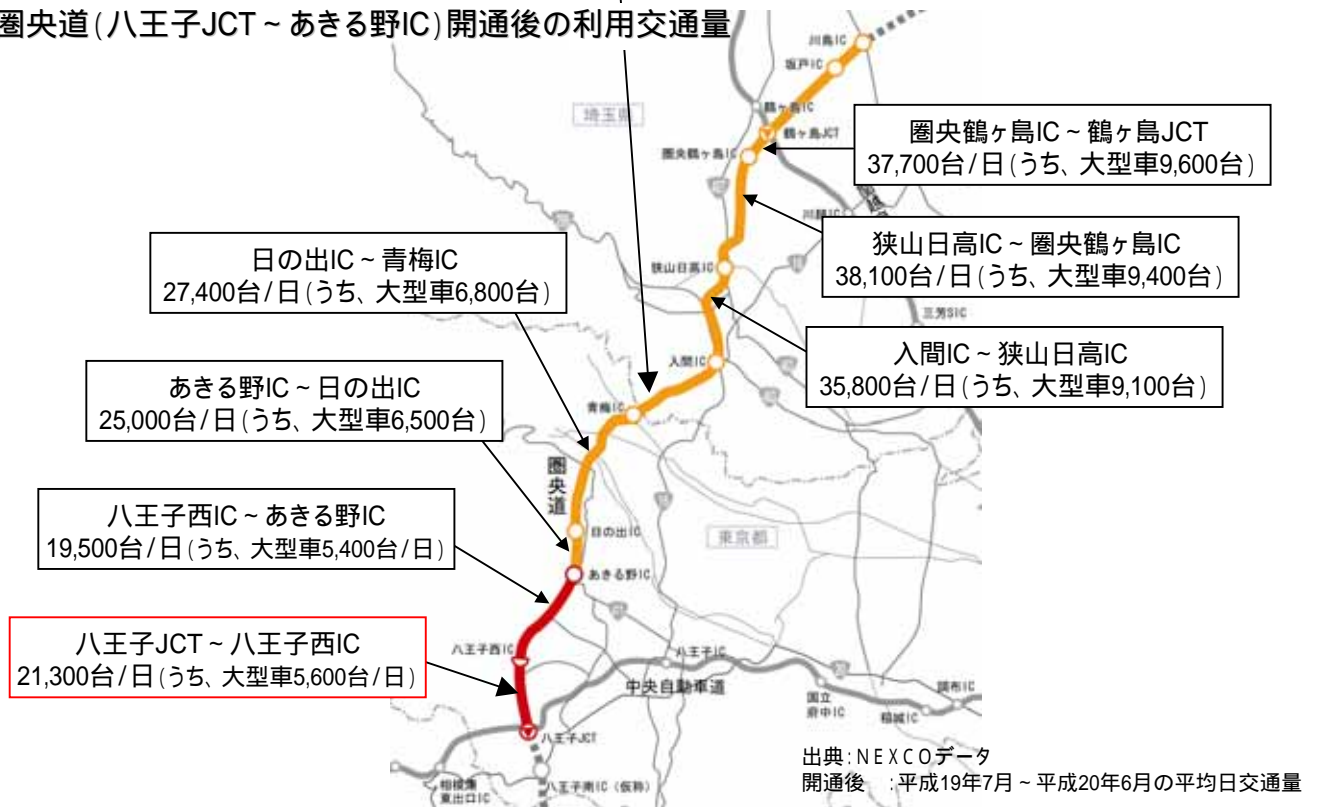 圏央道(八王子JCT ~ あきる野IC)開通後の利用交通量
川島IC
坂戸IC
鶴ヶ島IC
埼玉県
鶴ヶ島JCT
圏央鶴ヶ島IC
圏央鶴ヶ島IC ~ 鶴ヶ島JCT
37,700台/日(うち、大型車9,600台)
狭山日高IC ~ 圏央鶴ヶ島IC
38,100台/日(うち、大型車9,400台)
日の出IC ~ 青梅IC
27,400台/日(うち、大型車6,800台)
狭山日高IC
三芳SIC
入間IC ~ 狭山日高IC
35,800台/日(うち、大型車9,100台)
入間IC
あきる野IC ~ 日の出IC
25,000台/日(うち、大型車6,500台)
青梅IC
圏央道
八王子西IC ~ あきる野IC
19,500台/日(うち、大型車5,400台/日)
日の出IC
東京都
あきる野IC
八王子JCT ~ 八王子西IC
21,300台/日(うち、大型車5,600台/日)
八王子西IC
八王子IC
中央自動車道
国立
府中IC
調布IC
稲城IC
八王子JCT
八王子南IC(仮称)
相模湖
東出口IC
出典:NEXCOデータ
開通後 :平成19年7月 ~ 平成20年6月の平均日交通量